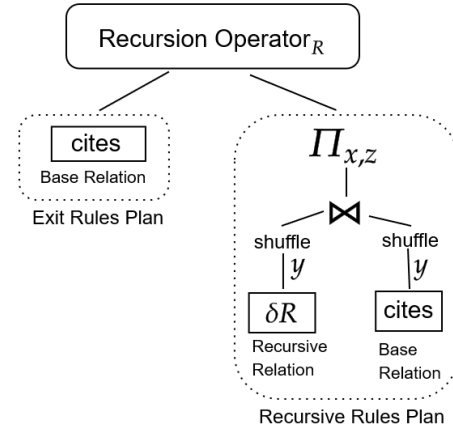 Recursion Operator_R
cites
Base Relation
Exit Rules Plan
Π_{x,z}
⋈
shuffle
y
shuffle
y
δR
cites
Recursive
Relation
Base
Relation
Recursive Rules Plan